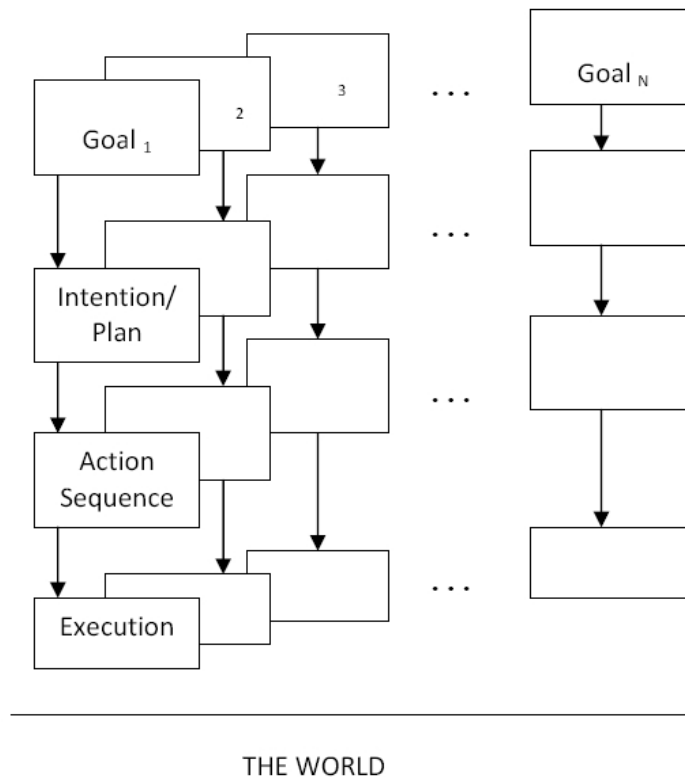 Goal 1
2
3
...
Goal N
...
Intention/
Plan
...
Action
Sequence
...
Execution
THE WORLD